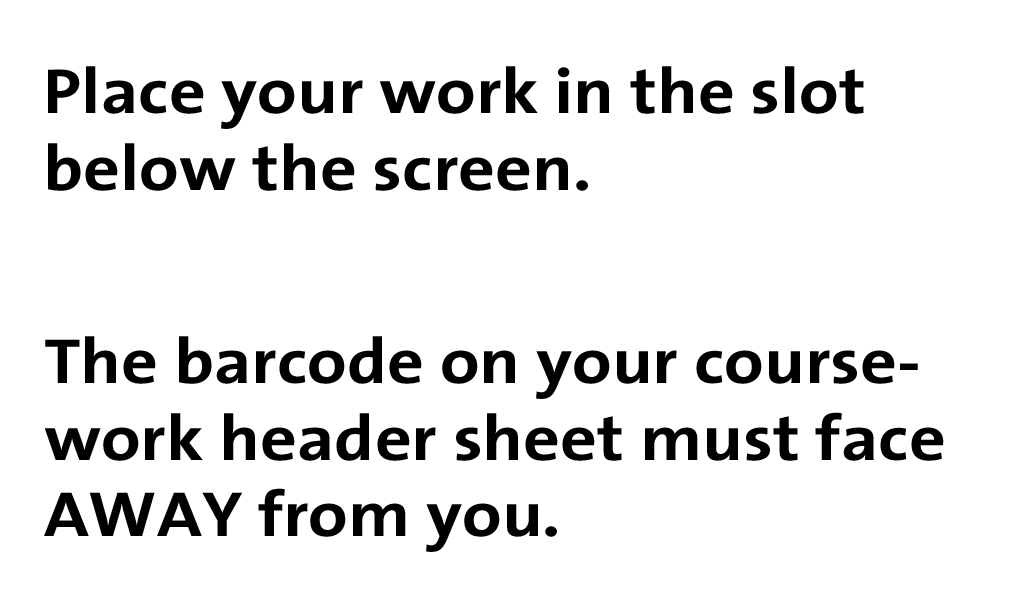 Place your work in the slot
below the screen.
The barcode on your course-
work header sheet must face
AWAY from you.